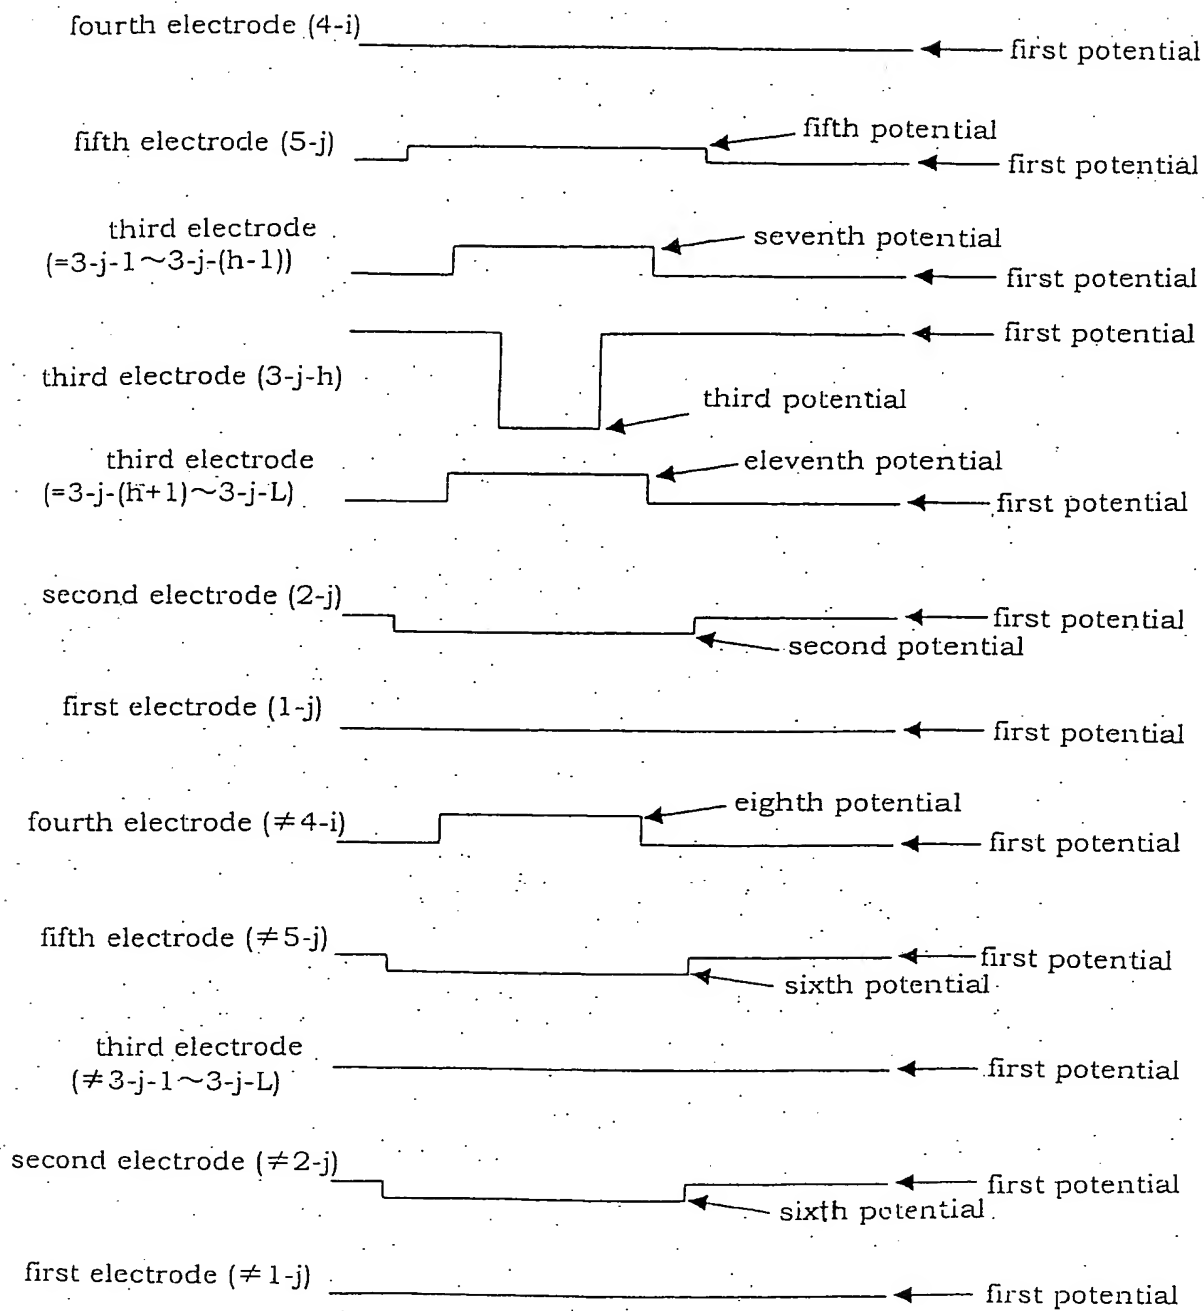 fourth electrode (4-i)
first potential
fifth electrode (5-j)
fifth potential
first potential
third electrode
(=3-j-1~3-j-(h-1))
seventh potential
first potential
first potential
third electrode (3-j-h)
third potential
third electrode
(=3-j-(h+1)~3-j-L)
eleventh potential
first potential
second electrode (2-j)
first potential
second potential
first electrode (1-j)
first potential
fourth electrode (≠4-i)
eighth potential
first potential
fifth electrode (≠5-j)
first potential
sixth potential
third electrode
(≠3-j-1~3-j-L)
first potential
second electrode (≠2-j)
first potential
sixth potential
first electrode (≠1-j)
first potential